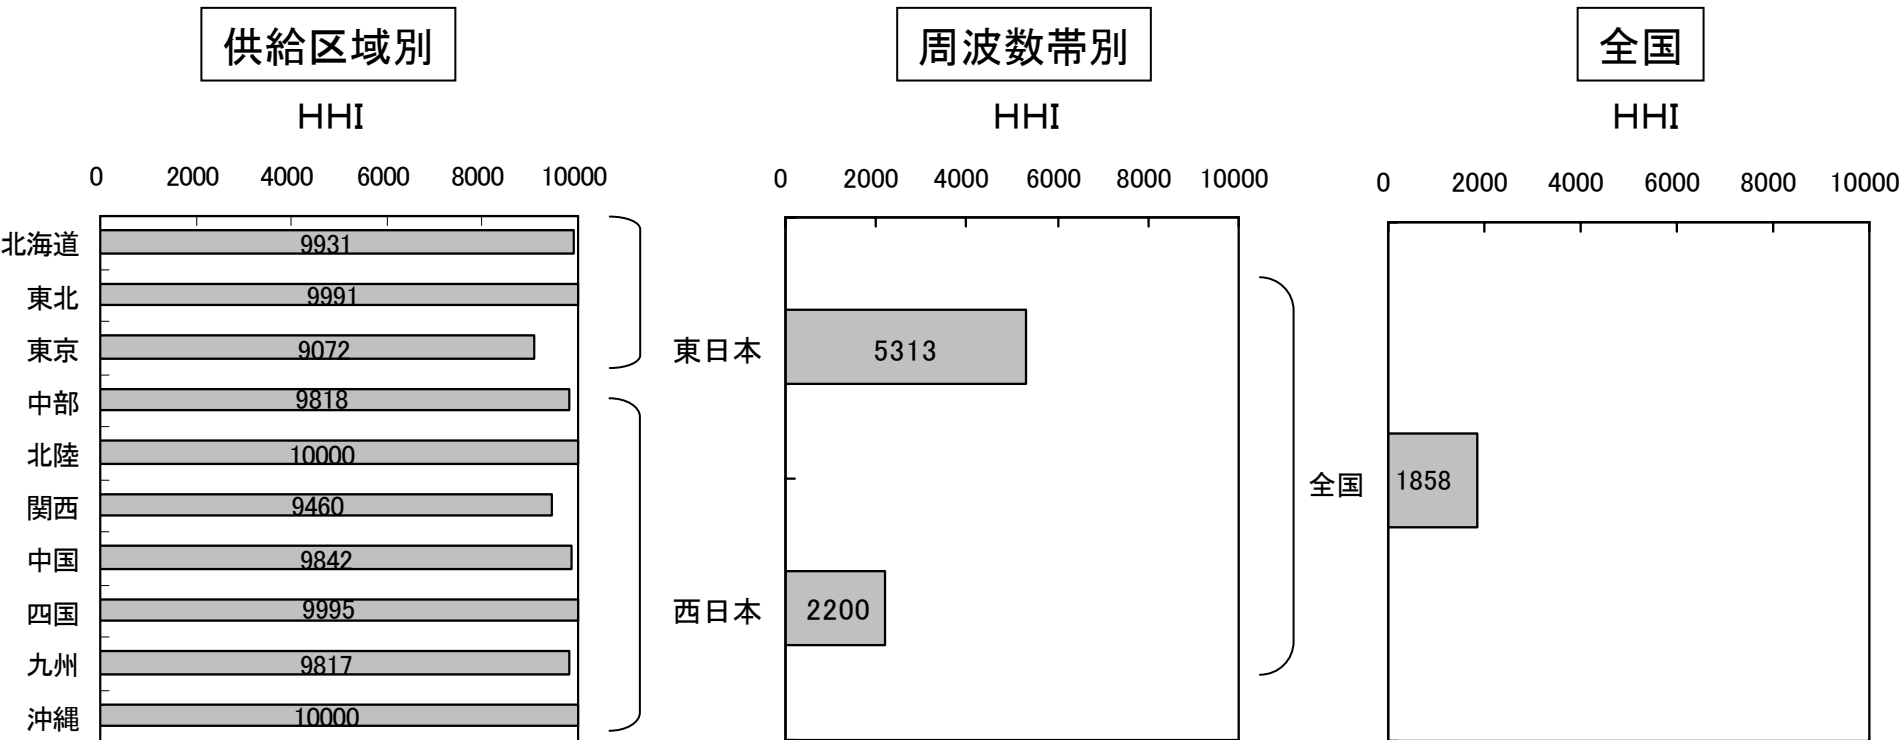 供給区域別
HHI
0 2000 4000 6000 8000 10000
北海道 9931
東北 9991
東京 9072
中部 9818
北陸 10000
関西 9460
中国 9842
四国 9995
九州 9817
沖縄 10000
周波数帯別
HHI
0 2000 4000 6000 8000 10000
東日本 5313
西日本 2200
全国
HHI
0 2000 4000 6000 8000 10000
全国 1858